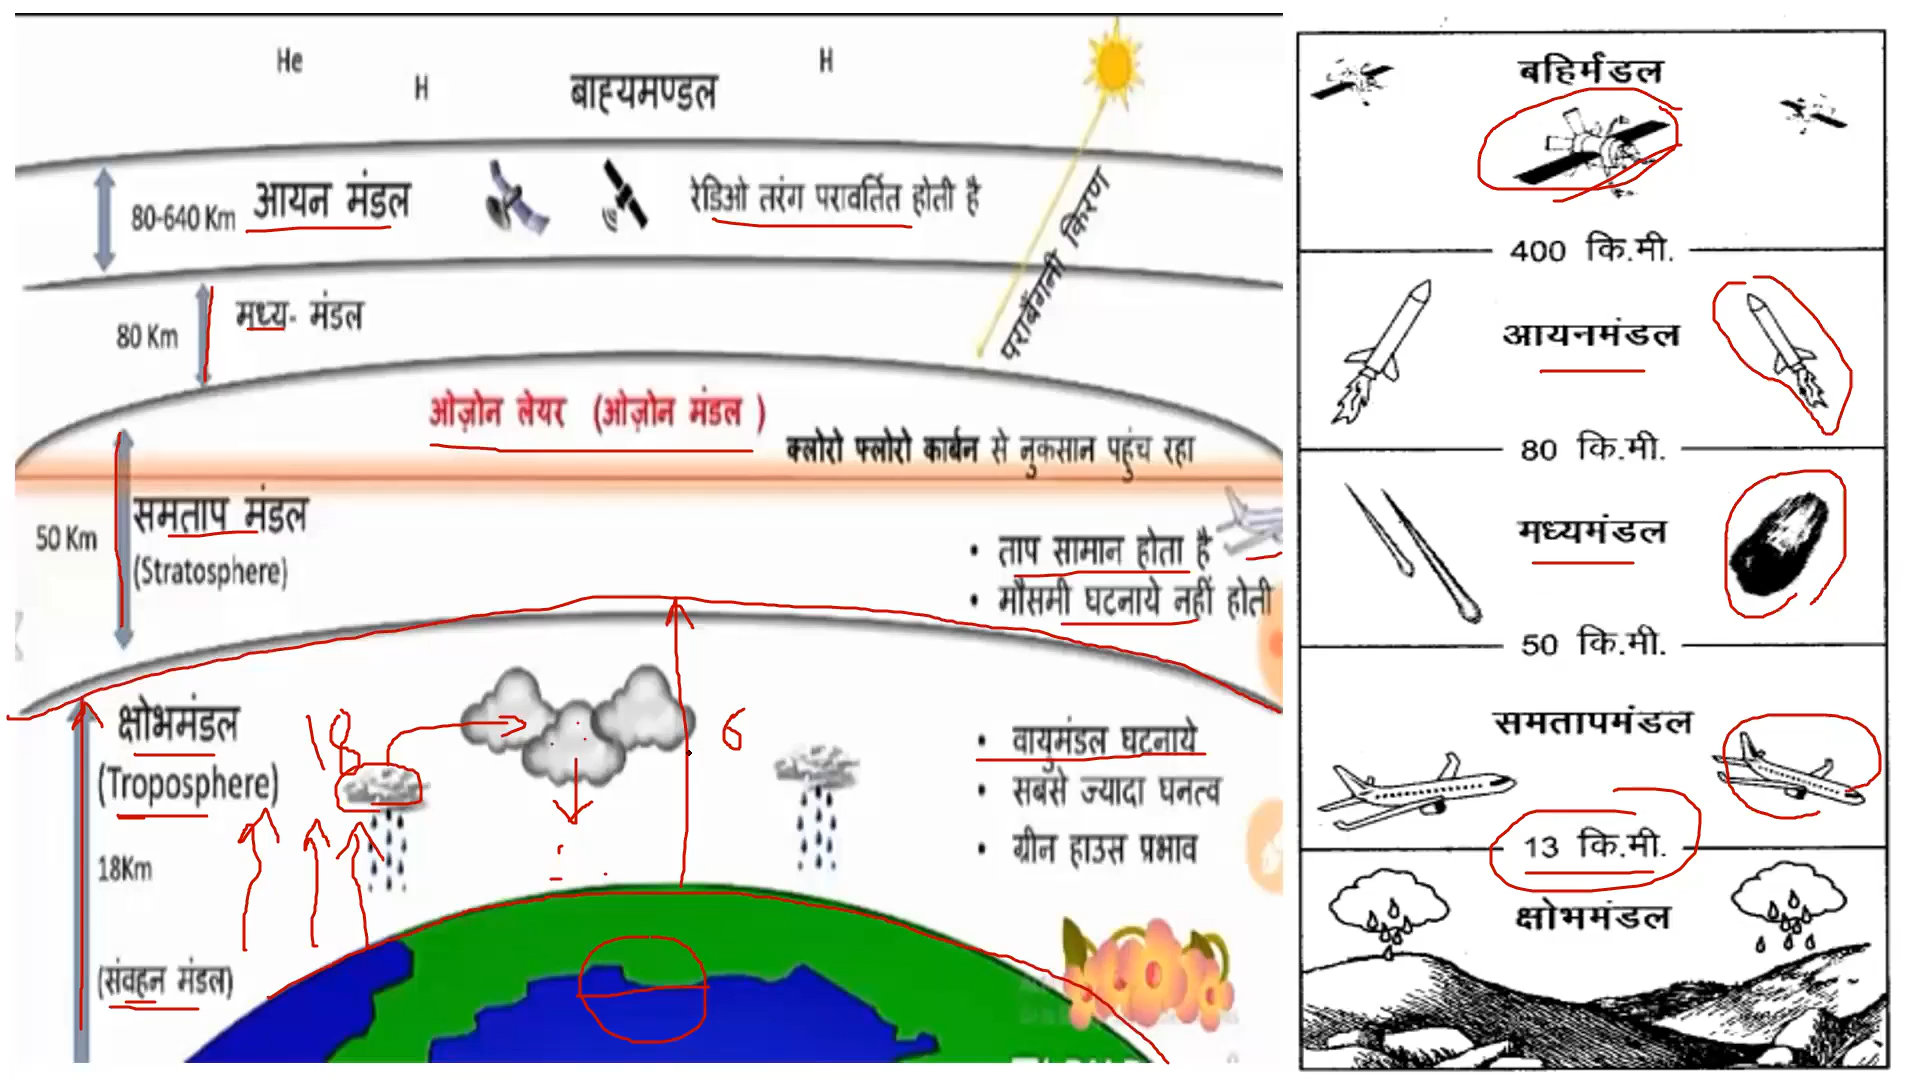 He
H
H
बाह्यमण्डल
80-640 Km
आयन मंडल
रेडिओ तरंग परावर्तित होती है
पराबैंगनी किरण
80 Km
मध्य- मंडल
ओज़ोन लेयर (ओज़ोन मंडल )
क्लोरो फ्लोरो कार्बन से नुकसान पहुंच रहा
50 Km
समताप मंडल
(Stratosphere)
• ताप सामान होता है
• मौसमी घटनाये नहीं होती
क्षोभमंडल
(Troposphere)
18
6
18Km
(संवहन मंडल)
• वायुमंडल घटनाये
• सबसे ज्यादा घनत्व
• ग्रीन हाउस प्रभाव
बहिर्मंडल
400 कि.मी.
आयनमंडल
80 कि.मी.
मध्यमंडल
50 कि.मी.
समतापमंडल
13 कि.मी.
क्षोभमंडल